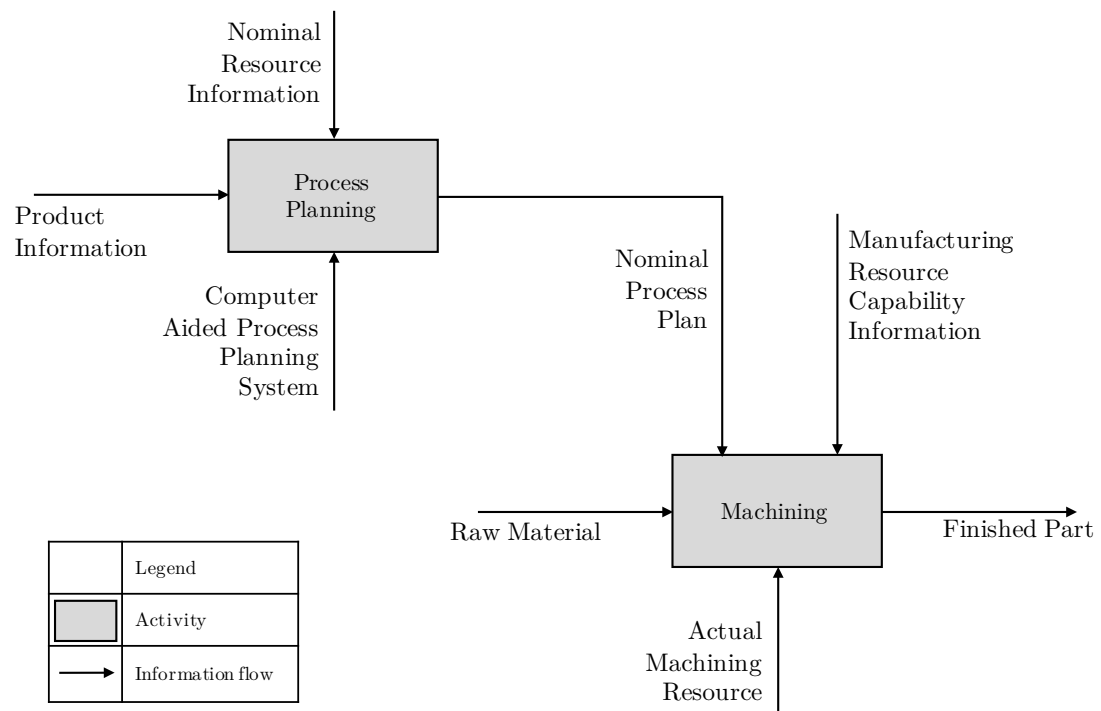 Nominal
Resource
Information
Process
Planning
Product
Information
Computer
Aided Process
Planning
System
Nominal
Process
Plan
Manufacturing
Resource
Capability
Information
Machining
Raw Material
Finished Part
Actual
Machining
Resource
Legend
Activity
Information flow